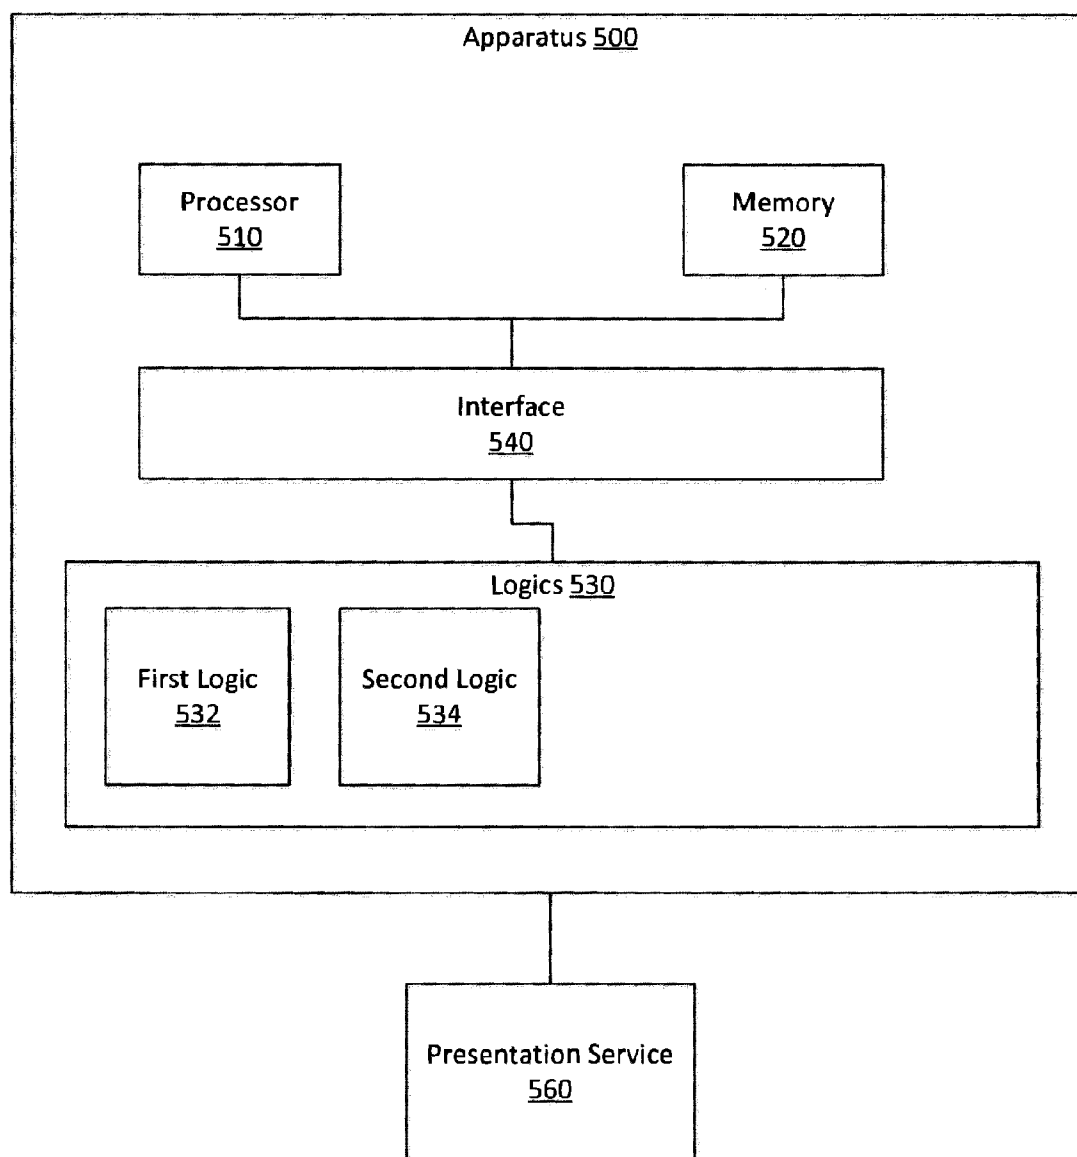 Apparatus 500
Processor
510
Memory
520
Interface
540
Logics 530
First Logic
532
Second Logic
534
Presentation Service
560